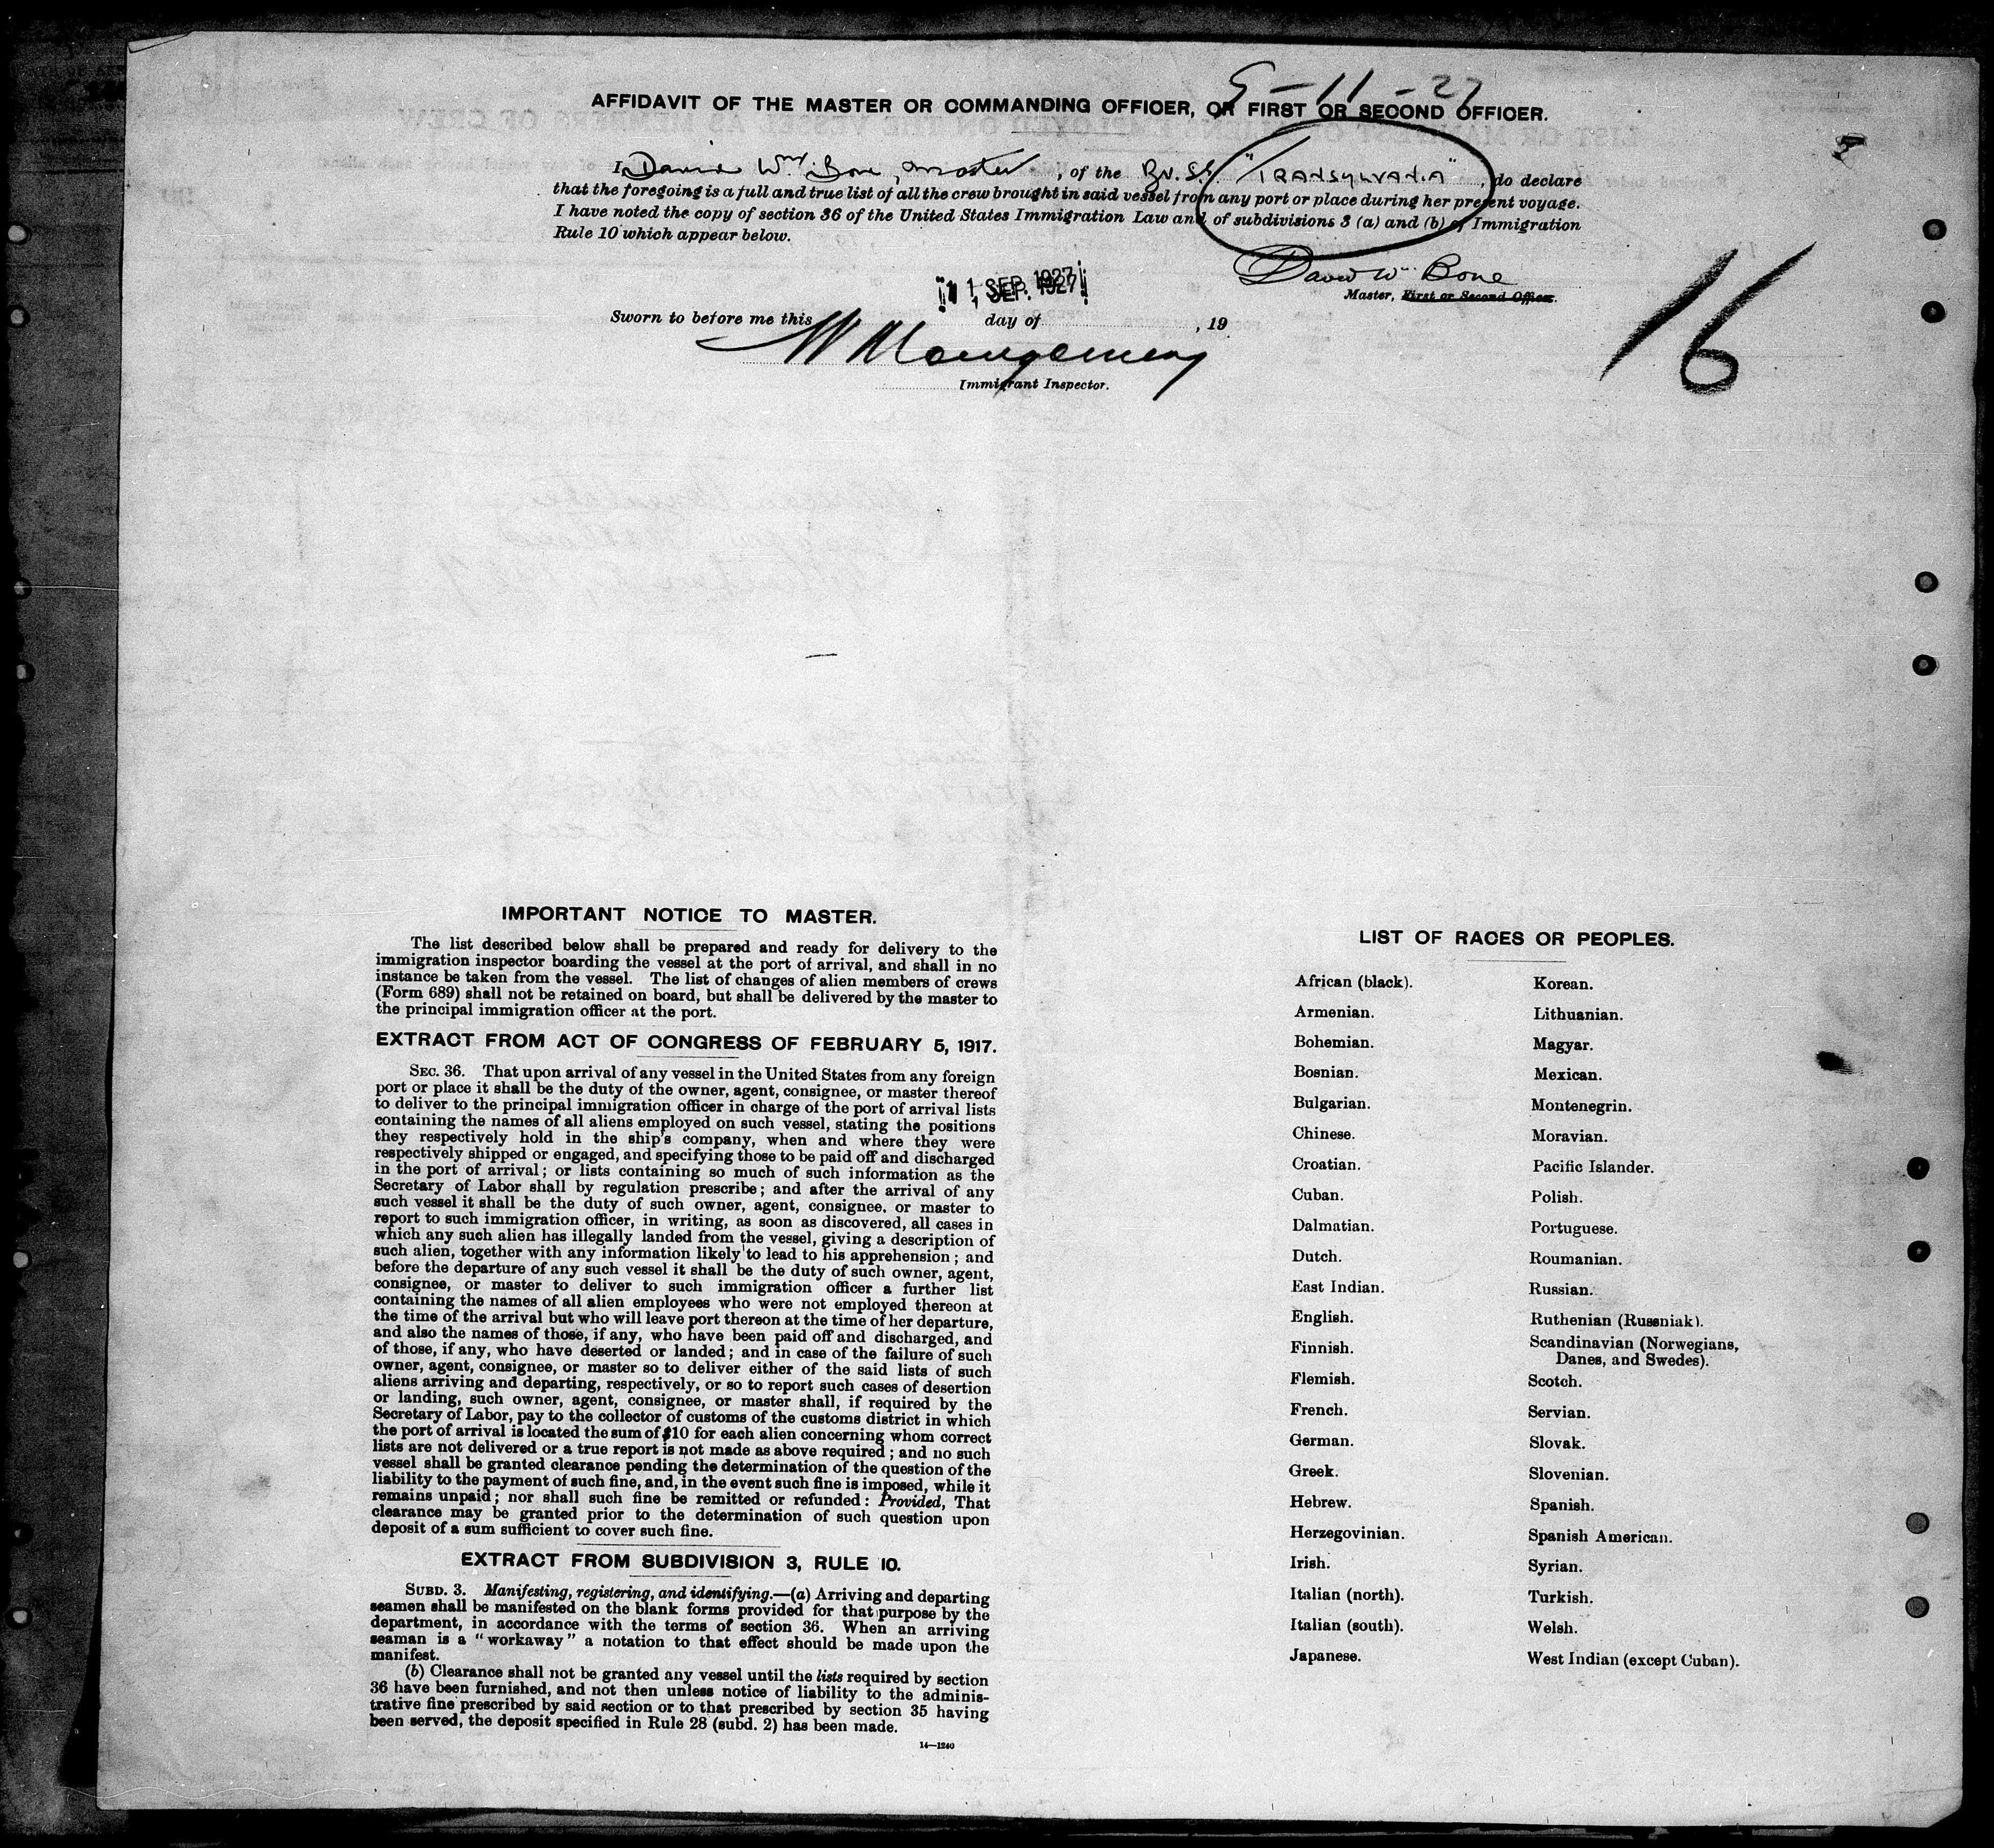 9-11-27
AFFIDAVIT OF THE MASTER OR COMMANDING OFFICER, OR FIRST OR SECOND OFFICER.
I, David Wm. Bone, Master, of the Br. SS. "TRANSYLVANIA", do declare
that the foregoing is a full and true list of all the crew brought in said vessel from any port or place during her present voyage.
I have noted the copy of section 36 of the United States Immigration Law and of subdivisions 3 (a) and (b) of Immigration
Rule 10 which appear below.
David Wm Bone
Master, First or Second Officer.
11 SEP. 1927
Sworn to before me this day of , 19
W Montgomery
Immigrant Inspector.
16
IMPORTANT NOTICE TO MASTER.
The list described below shall be prepared and ready for delivery to the
immigration inspector boarding the vessel at the port of arrival, and shall in no
instance be taken from the vessel. The list of changes of alien members of crews
(Form 689) shall not be retained on board, but shall be delivered by the master to
the principal immigration officer at the port.
EXTRACT FROM ACT OF CONGRESS OF FEBRUARY 5, 1917.
SEC. 36. That upon arrival of any vessel in the United States from any foreign
port or place it shall be the duty of the owner, agent, consignee, or master thereof
to deliver to the principal immigration officer in charge of the port of arrival lists
containing the names of all aliens employed on such vessel, stating the positions
they respectively hold in the ship's company, when and where they were
respectively shipped or engaged, and specifying those to be paid off and discharged
in the port of arrival; or lists containing so much of such information as the
Secretary of Labor shall by regulation prescribe; and after the arrival of any
such vessel it shall be the duty of such owner, agent, consignee, or master to
report to such immigration officer, in writing, as soon as discovered, all cases in
which any such alien has illegally landed from the vessel, giving a description of
such alien, together with any information likely to lead to his apprehension; and
before the departure of any such vessel it shall be the duty of such owner, agent,
consignee, or master to deliver to such immigration officer a further list
containing the names of all alien employees who were not employed thereon at
the time of the arrival but who will leave port thereon at the time of her departure,
and also the names of those, if any, who have been paid off and discharged, and
of those, if any, who have deserted or landed; and in case of the failure of such
owner, agent, consignee, or master so to deliver either of the said lists of such
aliens arriving and departing, respectively, or so to report such cases of desertion
or landing, such owner, agent, consignee, or master shall, if required by the
Secretary of Labor, pay to the collector of customs of the customs district in which
the port of arrival is located the sum of $10 for each alien concerning whom correct
lists are not delivered or a true report is not made as above required; and no such
vessel shall be granted clearance pending the determination of the question of the
liability to the payment of such fine, and, in the event such fine is imposed, while it
remains unpaid; nor shall such fine be remitted or refunded: Provided, That
clearance may be granted prior to the determination of such question upon
deposit of a sum sufficient to cover such fine.
EXTRACT FROM SUBDIVISION 3, RULE 10.
SUBD. 3. Manifesting, registering, and identifying.—(a) Arriving and departing
seamen shall be manifested on the blank forms provided for that purpose by the
department, in accordance with the terms of section 36. When an arriving
seaman is a "workaway" a notation to that effect should be made upon the
manifest.
(b) Clearance shall not be granted any vessel until the lists required by section
36 have been furnished, and not then unless notice of liability to the adminis-
trative fine prescribed by said section or to that prescribed by section 35 having
been served, the deposit specified in Rule 28 (subd. 2) has been made.
14—1240
LIST OF RACES OR PEOPLES.
African (black).
Armenian.
Bohemian.
Bosnian.
Bulgarian.
Chinese.
Croatian.
Cuban.
Dalmatian.
Dutch.
East Indian.
English.
Finnish.
Flemish.
French.
German.
Greek.
Hebrew.
Herzegovinian.
Irish.
Italian (north).
Italian (south).
Japanese.
Korean.
Lithuanian.
Magyar.
Mexican.
Montenegrin.
Moravian.
Pacific Islander.
Polish.
Portuguese.
Roumanian.
Russian.
Ruthenian (Russniak).
Scandinavian (Norwegians,
Danes, and Swedes).
Scotch.
Servian.
Slovak.
Slovenian.
Spanish.
Spanish American.
Syrian.
Turkish.
Welsh.
West Indian (except Cuban).